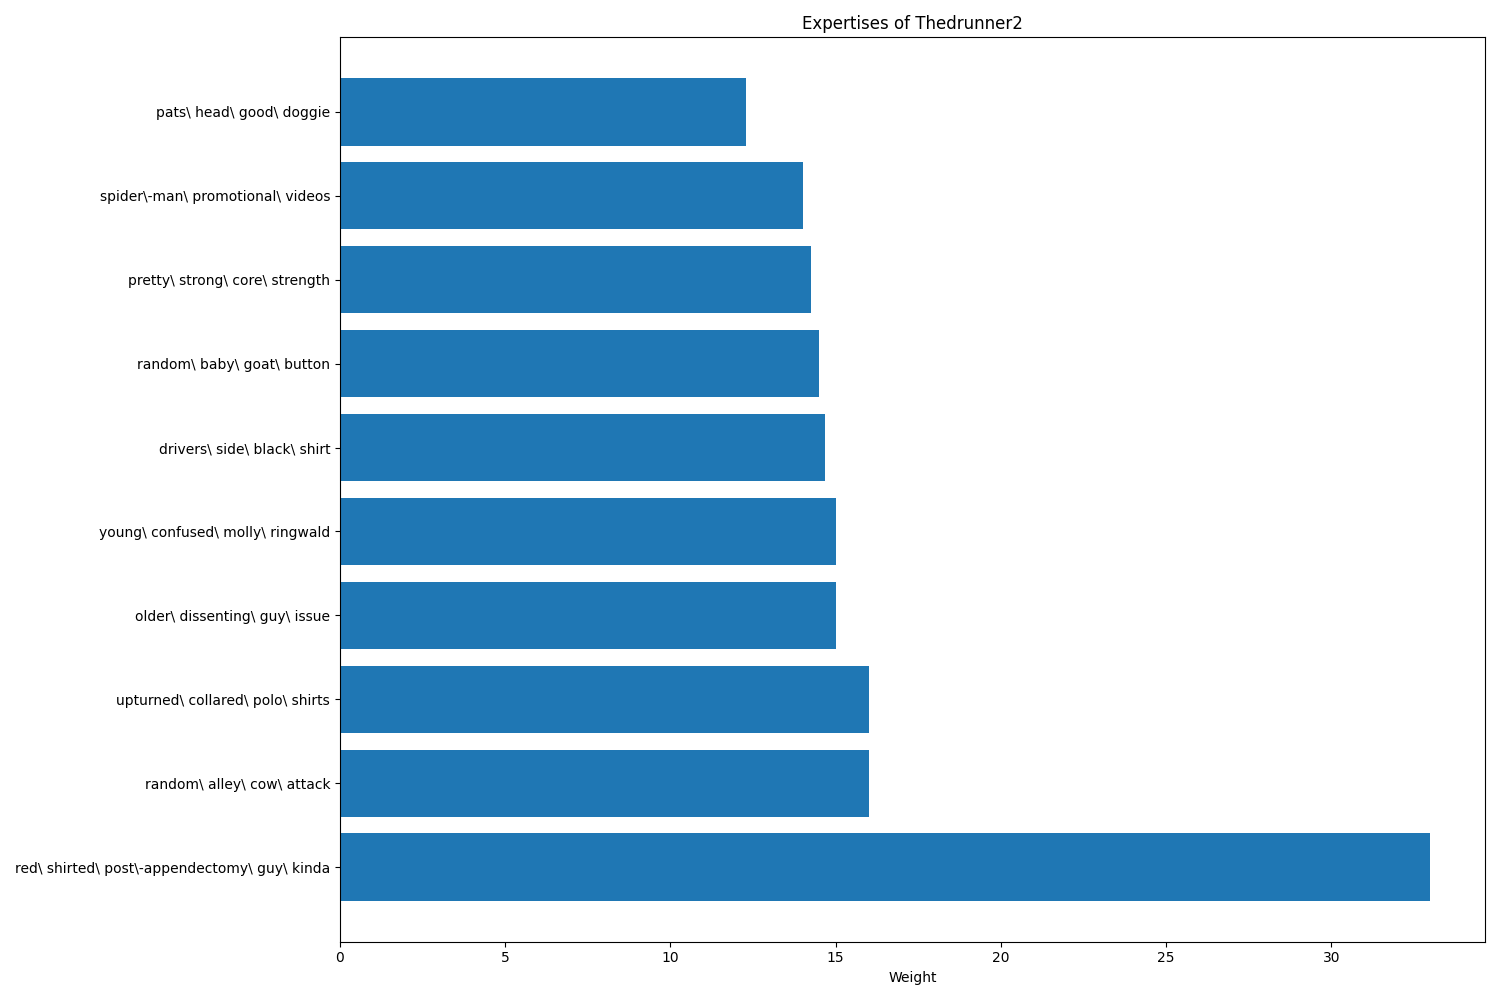 Expertises of Thedrunner2
pats\ head\ good\ doggie
spider\-man\ promotional\ videos
pretty\ strong\ core\ strength
random\ baby\ goat\ button
drivers\ side\ black\ shirt
young\ confused\ molly\ ringwald
older\ dissenting\ guy\ issue
upturned\ collared\ polo\ shirts
random\ alley\ cow\ attack
red\ shirted\ post\-appendectomy\ guy\ kinda
0 5 10 15 20 25 30
Weight